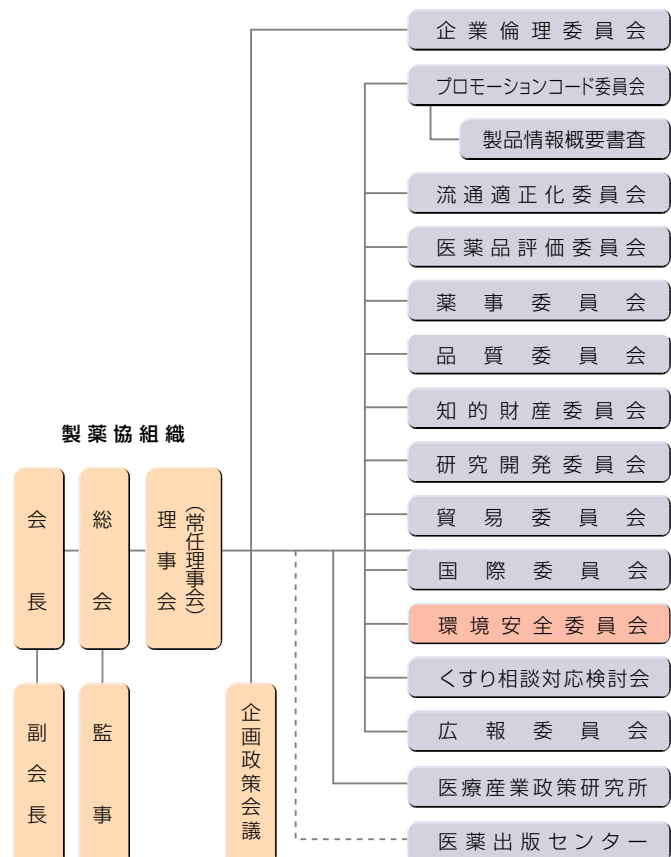 企業倫理委員会
プロモーションコード委員会
製品情報概要書査
流通適正化委員会
医薬品評価委員会
薬事委員会
品質委員会
知的財産委員会
研究開発委員会
貿易委員会
国際委員会
環境安全委員会
くすり相談対応検討会
広報委員会
医療産業政策研究所
医薬出版センター
製薬協組織
会長
総会
理事会
（常任理事会）
副会長
監事
企画政策会議